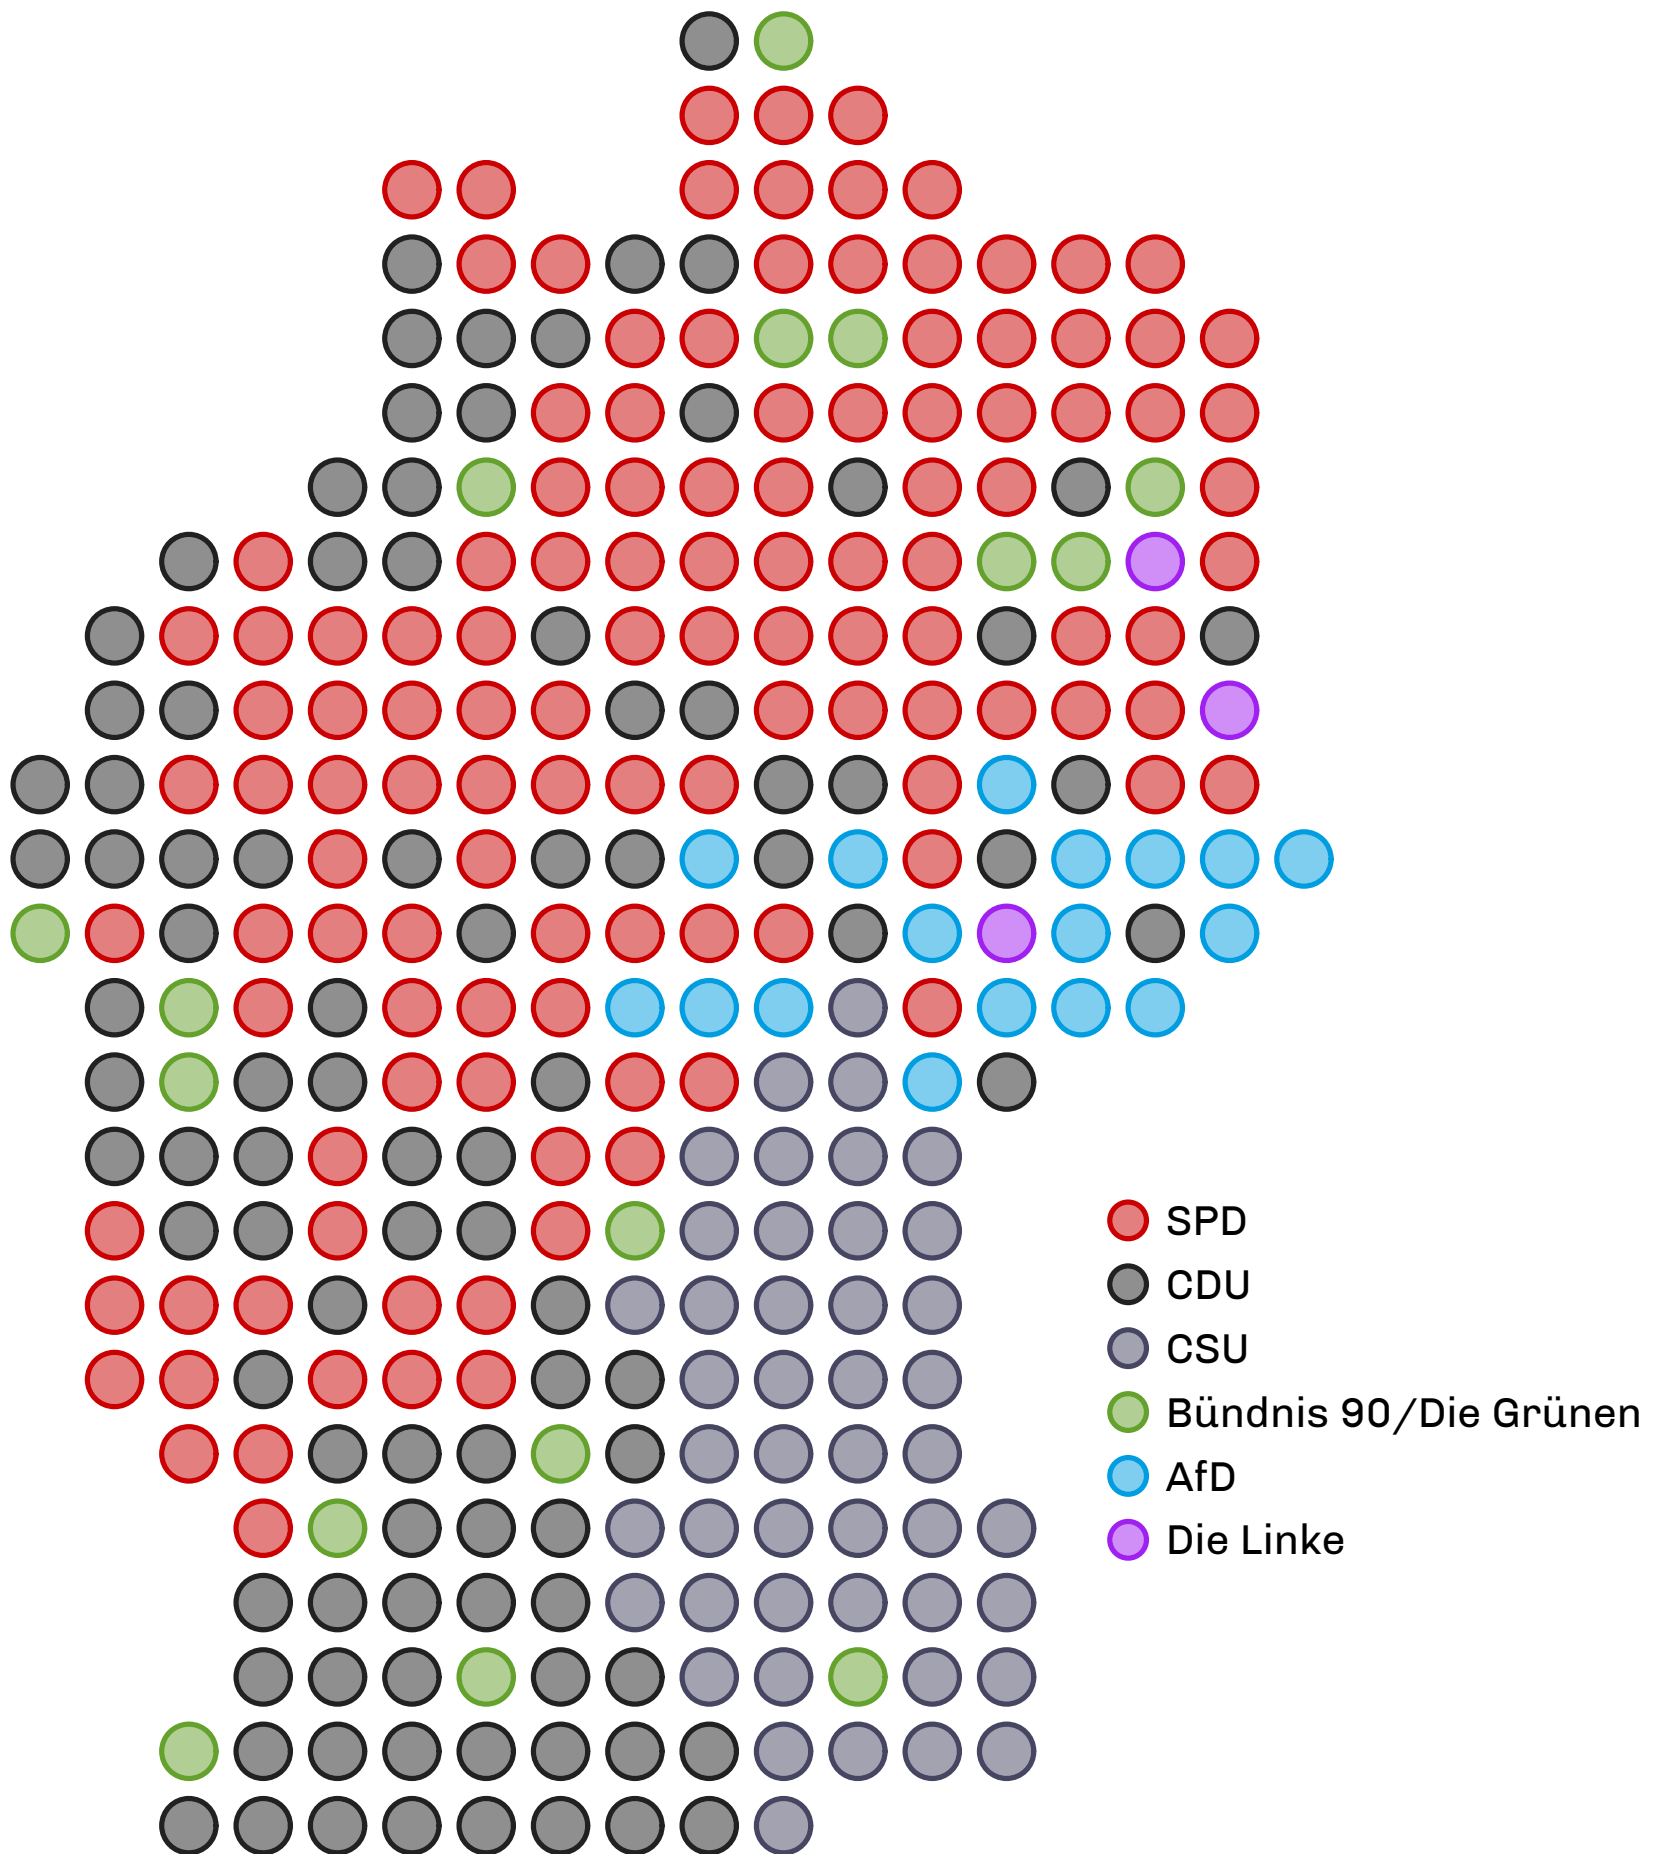 SPD
CDU
CSU
Bündnis 90/Die Grünen
AfD
Die Linke